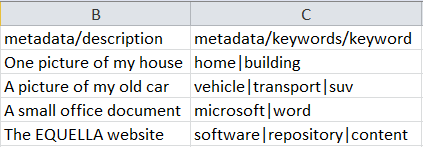 B C
metadata/description metadata/keywords/keyword
One picture of my house home|building
A picture of my old car vehicle|transport|suv
A small office document microsoft|word
The EQUELLA website software|repository|content